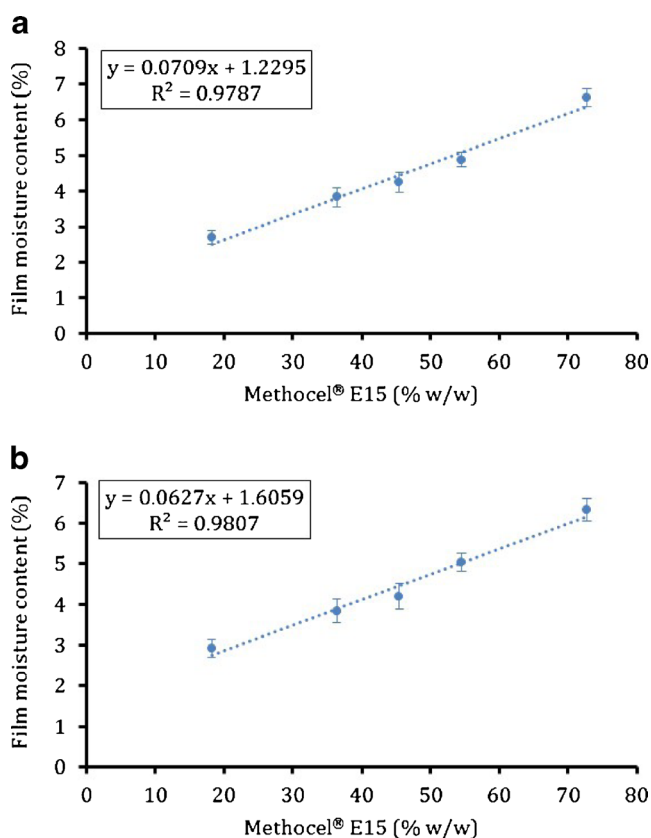 a
y = 0.0709x + 1.2295
R² = 0.9787
Film moisture content (%)
8
7
6
5
4
3
2
1
0
0 10 20 30 40 50 60 70 80
Methocel® E15 (% w/w)
b
y = 0.0627x + 1.6059
R² = 0.9807
Film moisture content (%)
7
6
5
4
3
2
1
0
0 10 20 30 40 50 60 70 80
Methocel® E15 (% w/w)